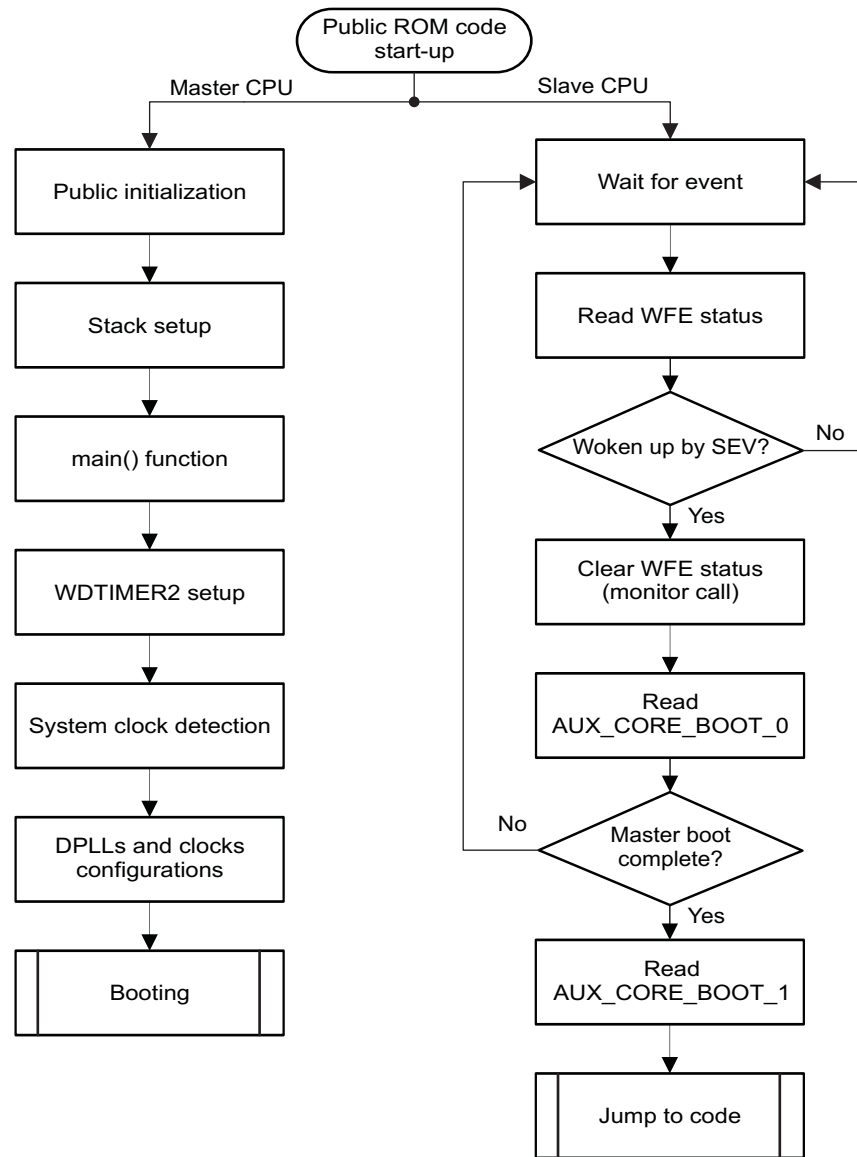 Public ROM code
start-up
Master CPU
Slave CPU
Public initialization
Stack setup
main() function
WDTIMER2 setup
System clock detection
DPLLs and clocks
configurations
Booting
Wait for event
Read WFE status
Woken up by SEV?
No
Yes
Clear WFE status
(monitor call)
Read
AUX_CORE_BOOT_0
No
Master boot
complete?
Yes
Read
AUX_CORE_BOOT_1
Jump to code